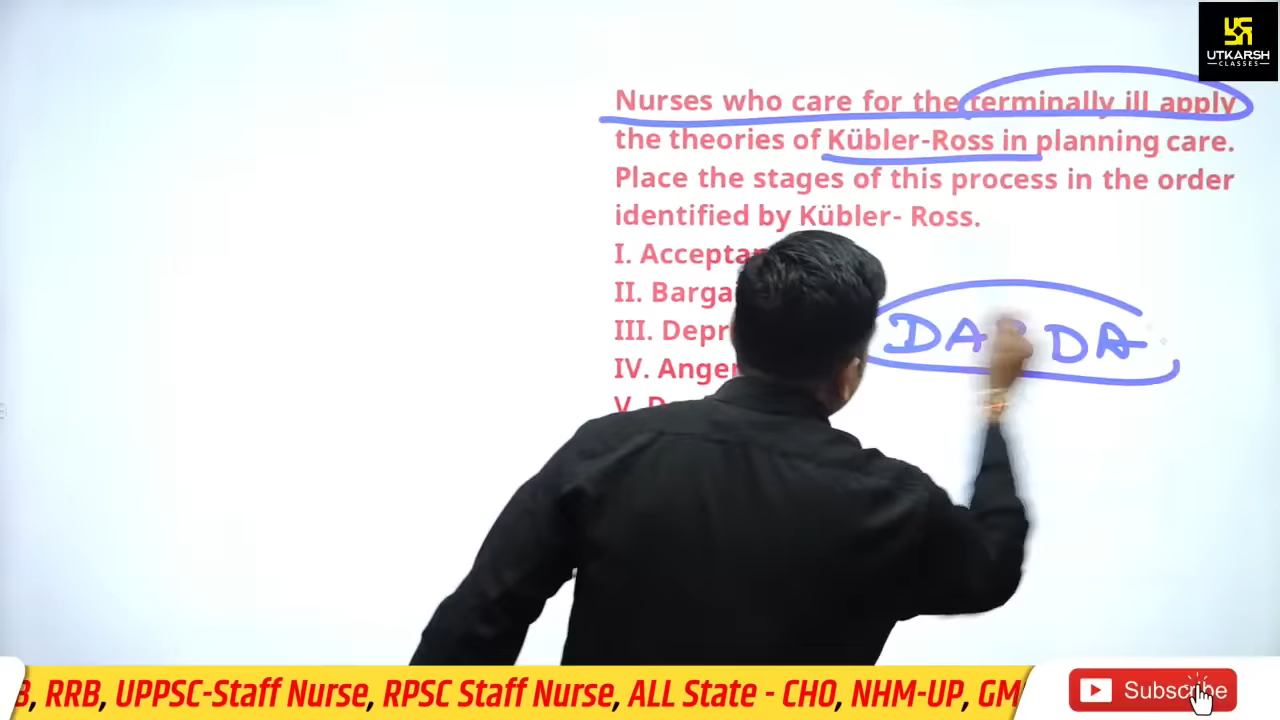 UTKARSH
CLASSES
Nurses who care for the terminally ill apply
the theories of Kübler-Ross in planning care.
Place the stages of this process in the order
identified by Kübler- Ross.
I. Accepta
II. Barga
III. Depr
IV. Ange
V. D
DA DA
B, RRB, UPPSC-Staff Nurse, RPSC Staff Nurse, ALL State - CHO, NHM-UP, GM
Subscribe